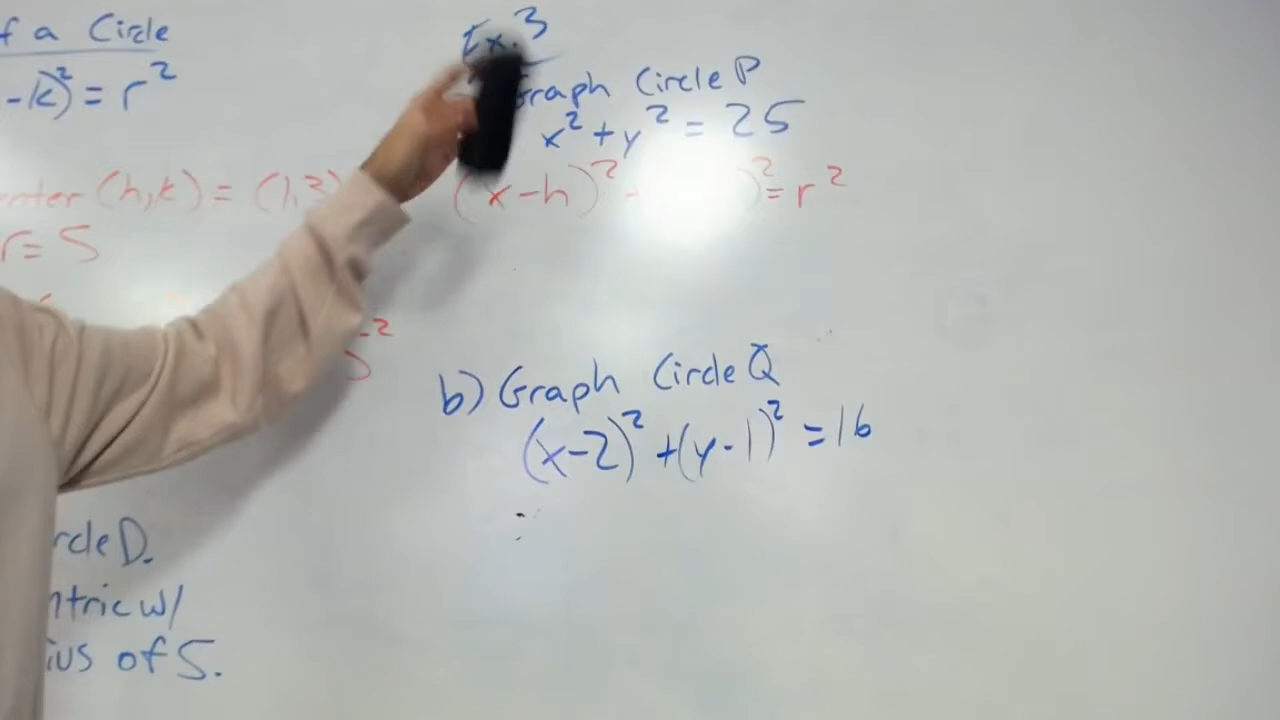 f a Circle
-k)² = r²
enter (h,k) = (1,3)
r = 5
rcle D.
ntric w/
ius of 5.
Ex. 3
Graph Circle P
x² + y² = 25
(x-h)² )² = r²
b) Graph Circle Q
(x-2)² + (y-1)² = 16